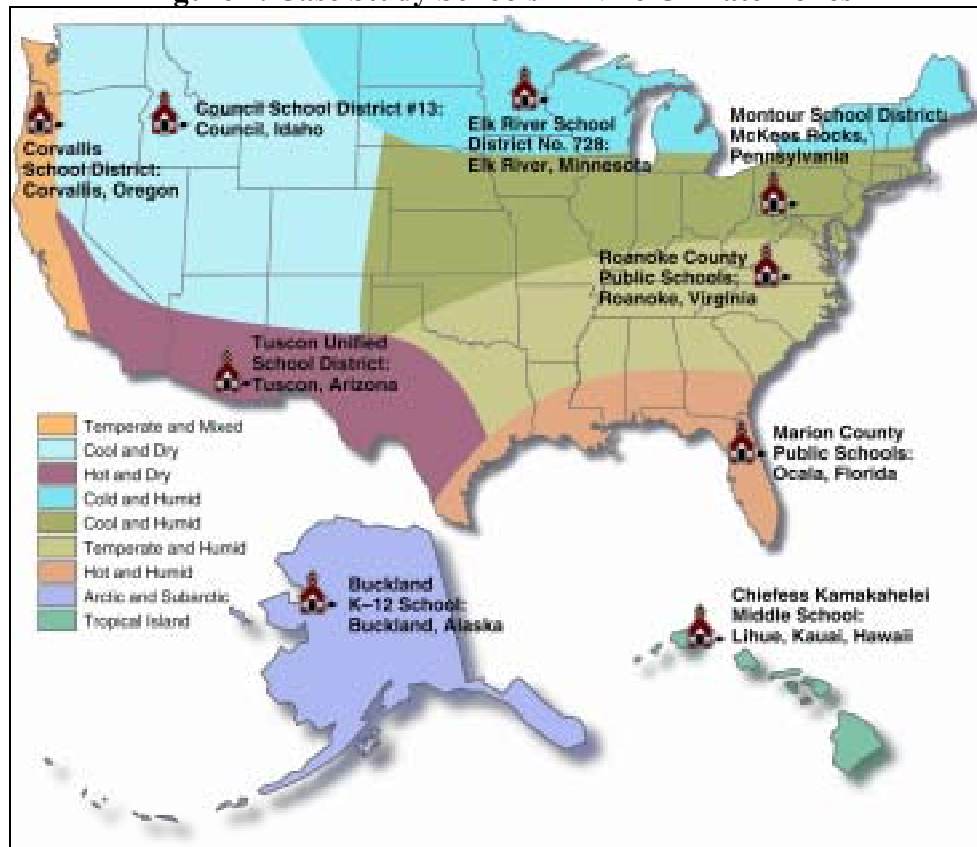 Council School District #13:
Council, Idaho
Corvallis
School District:
Corvallis, Oregon
Elk River School
District No. 728:
Elk River, Minnesota
Montour School District:
McKees Rocks,
Pennsylvania
Roanoke County
Public Schools:
Roanoke, Virginia
Tuscon Unified
School District:
Tuscon, Arizona
Marion County
Public Schools:
Ocala, Florida
Temperate and Mixed
Cool and Dry
Hot and Dry
Cold and Humid
Cool and Humid
Temperate and Humid
Hot and Humid
Arctic and Subarctic
Tropical Island
Buckland
K–12 School:
Buckland, Alaska
Chiefess Kamakahelei
Middle School:
Lihue, Kauai, Hawaii